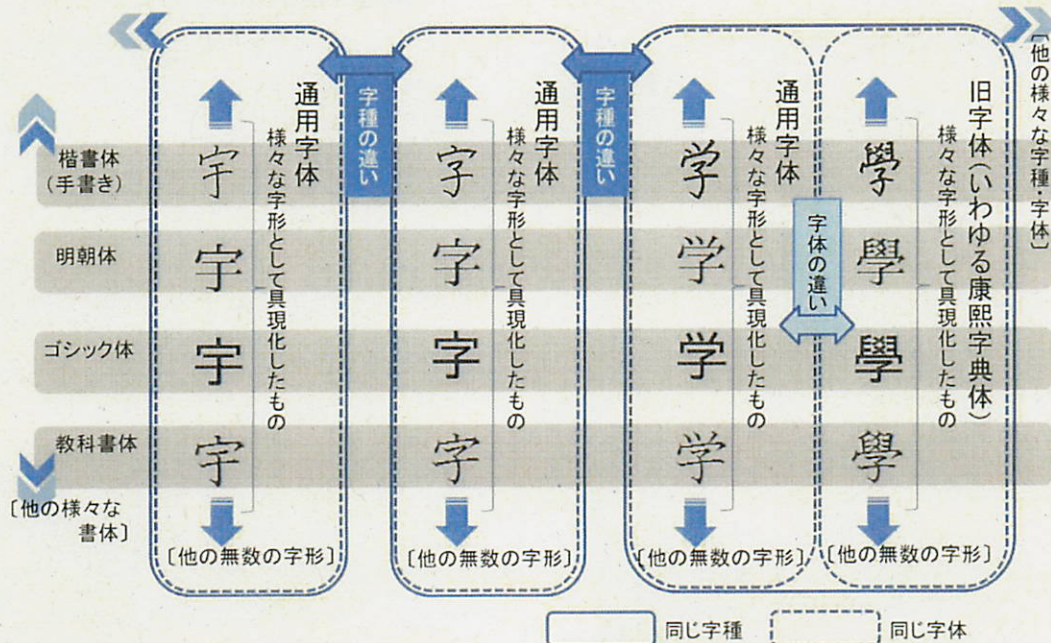 通用字体
様々な字形として具現化したもの
字種の違い
通用字体
様々な字形として具現化したもの
字種の違い
通用字体
様々な字形として具現化したもの
字体の違い
旧字体(いわゆる康熙字典体)
様々な字形として具現化したもの
〔他の様々な字種・字体〕
楷書体
(手書き)
宇 字 学 學
明朝体
宇 字 学 學
ゴシック体
宇 字 学 學
教科書体
宇 字 学 學
〔他の様々な
書体〕
〔他の無数の字形〕
〔他の無数の字形〕
〔他の無数の字形〕
〔他の無数の字形〕
同じ字種
同じ字体